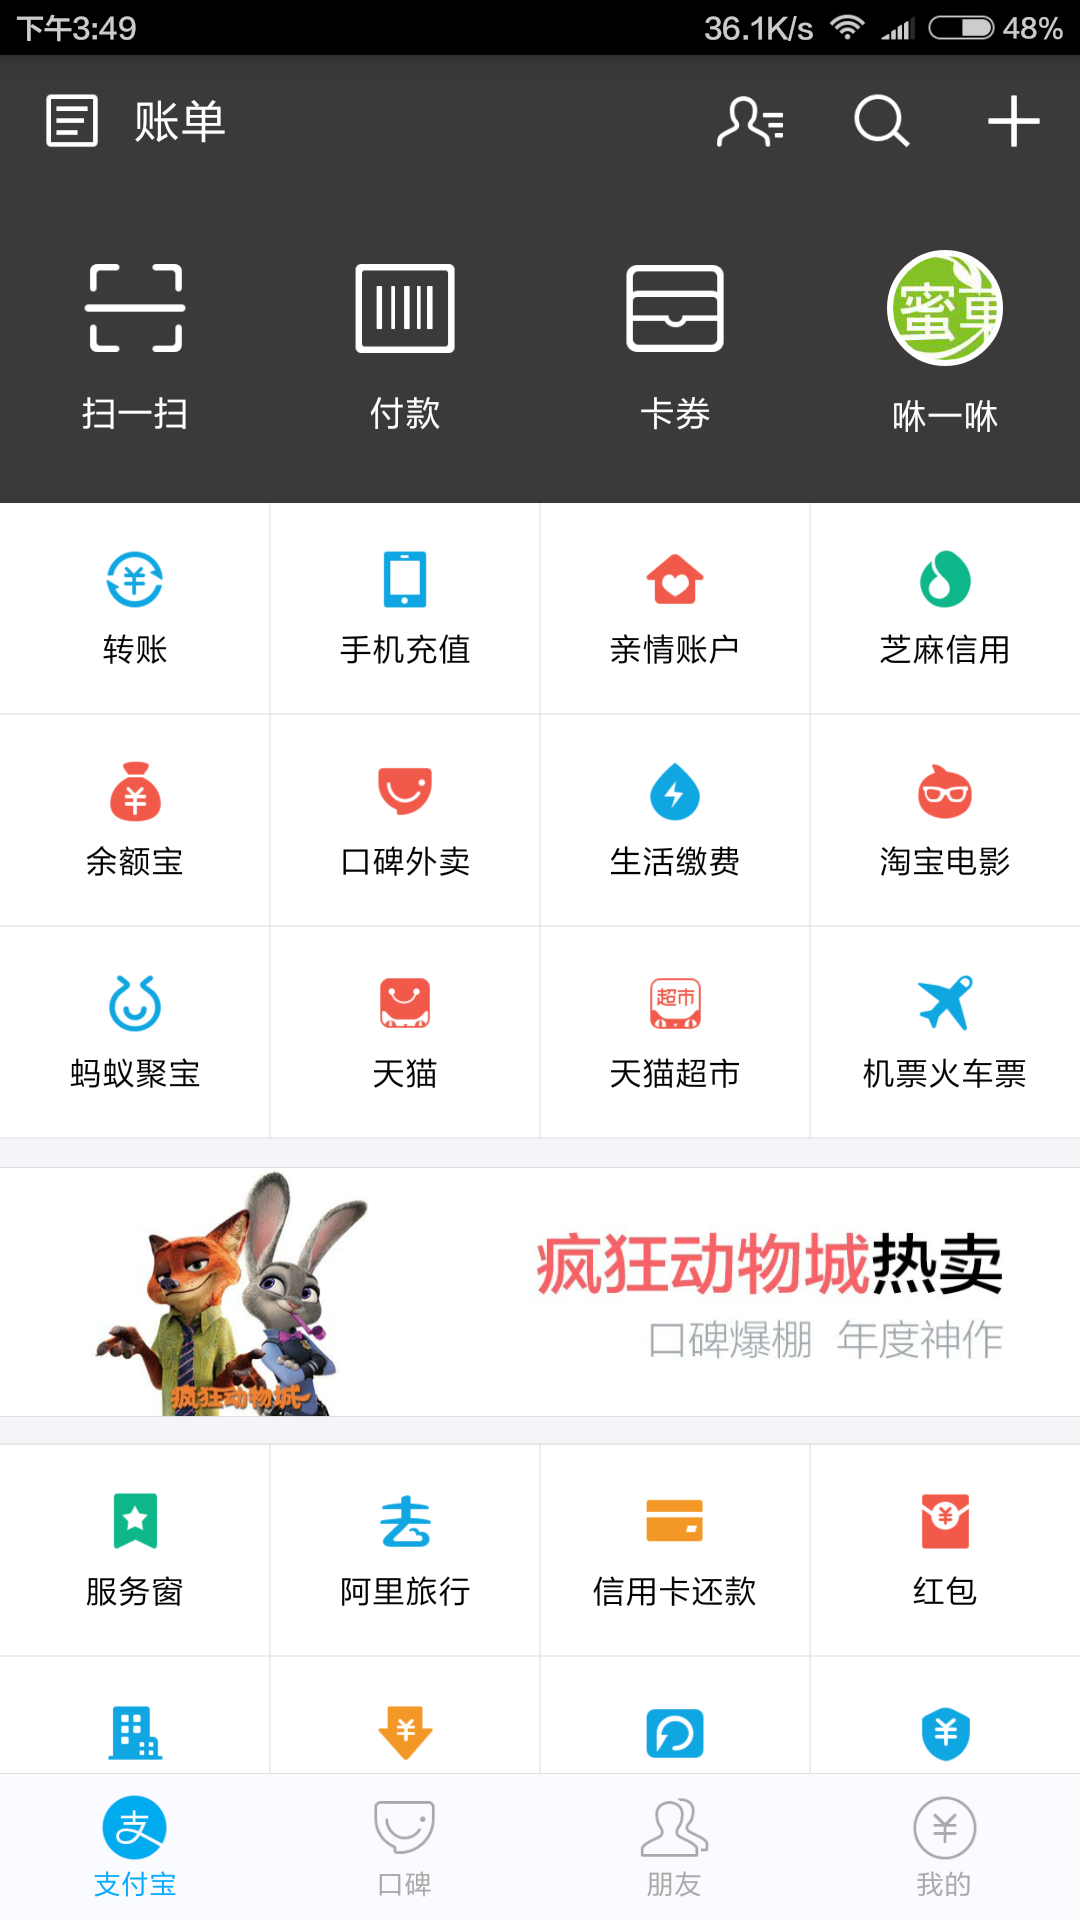 下午3:49 36.1K/s 48%
账单
蜜
扫一扫 付款 卡券 咻一咻
转账 手机充值 亲情账户 芝麻信用
余额宝 口碑外卖 生活缴费 淘宝电影
超市
蚂蚁聚宝 天猫 天猫超市 机票火车票
疯狂动物城热卖
口碑爆棚 年度神作
疯狂动物城
去
服务窗 阿里旅行 信用卡还款 红包
支
支付宝 口碑 朋友 我的